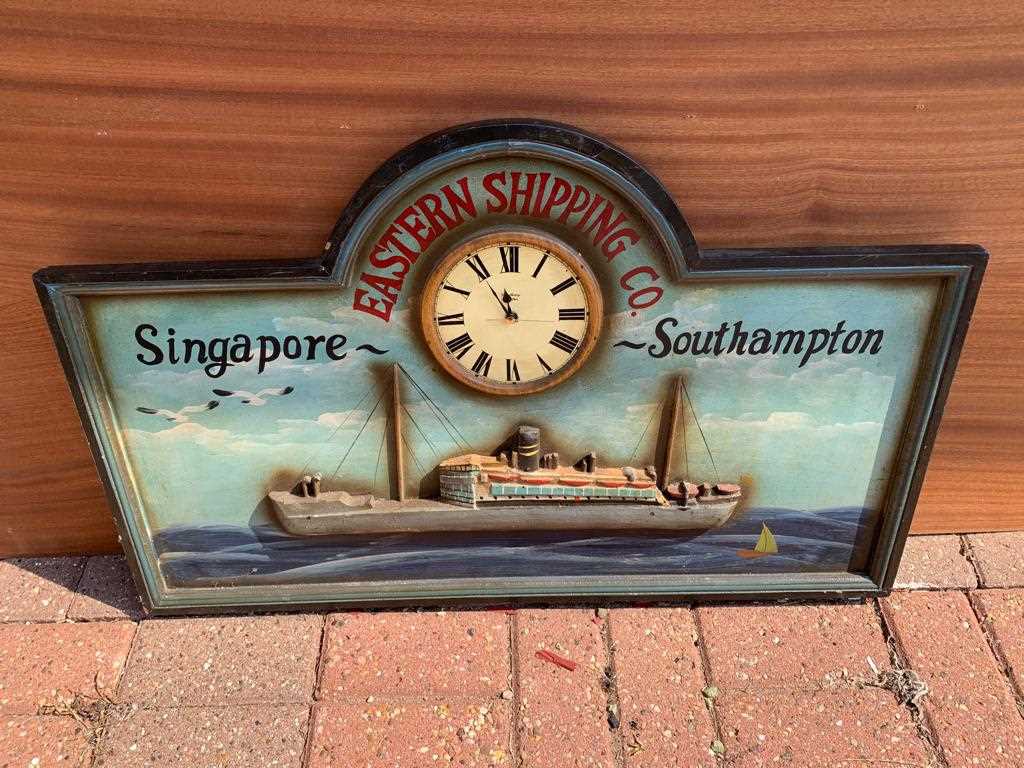 EASTERN SHIPPING CO.
Singapore ~
~ Southampton
XII
I
II
III
IIII
V
VI
VII
VIII
IX
X
XI